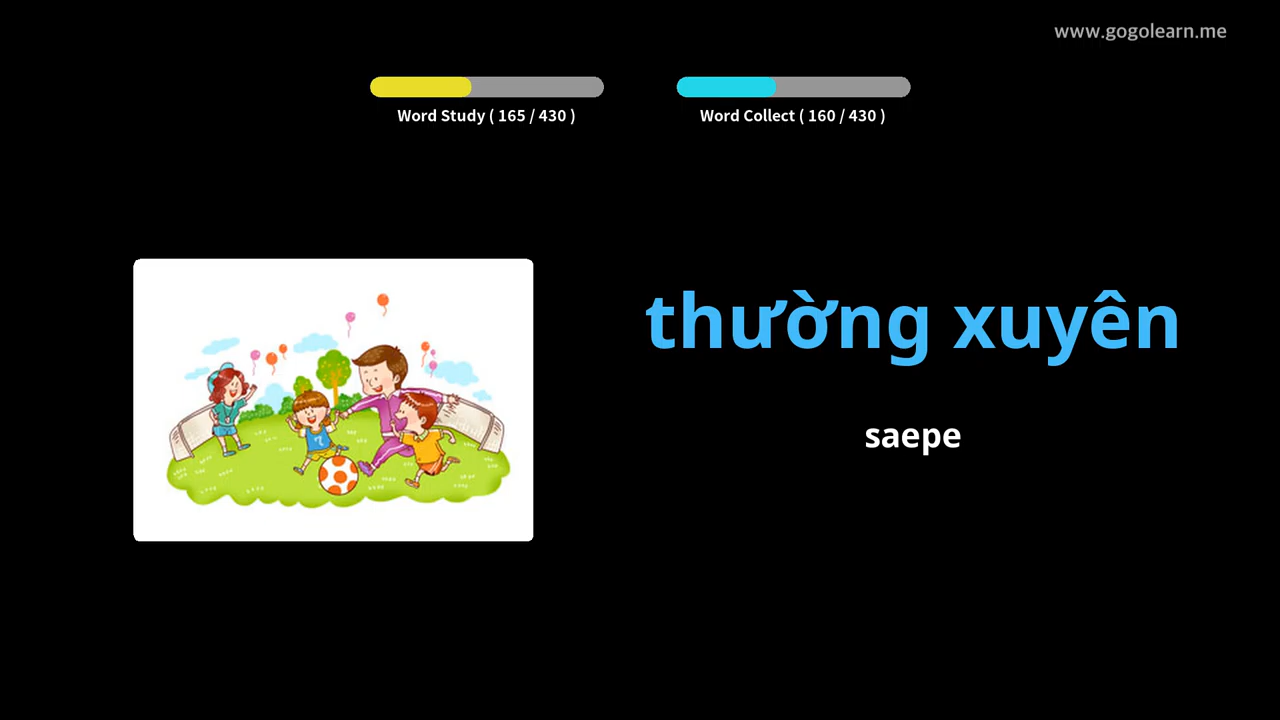 www.gogolearn.me
Word Study ( 165 / 430 )
Word Collect ( 160 / 430 )
thường xuyên
saepe